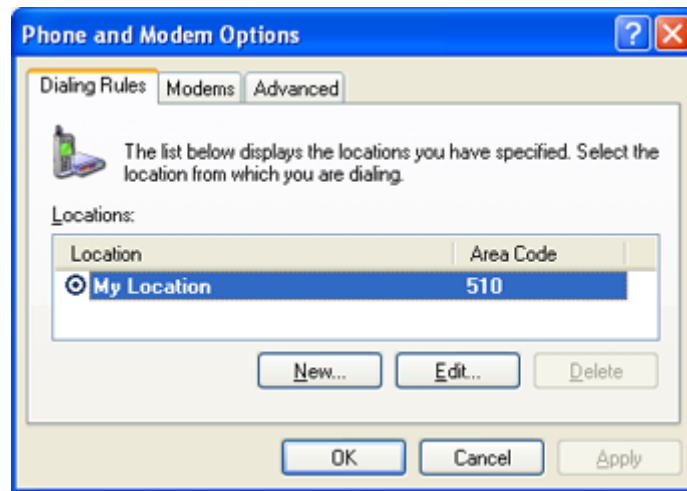 Phone and Modem Options
Dialing Rules Modems Advanced
The list below displays the locations you have specified. Select the
location from which you are dialing.
Locations:
Location Area Code
My Location 510
New... Edit... Delete
OK Cancel Apply